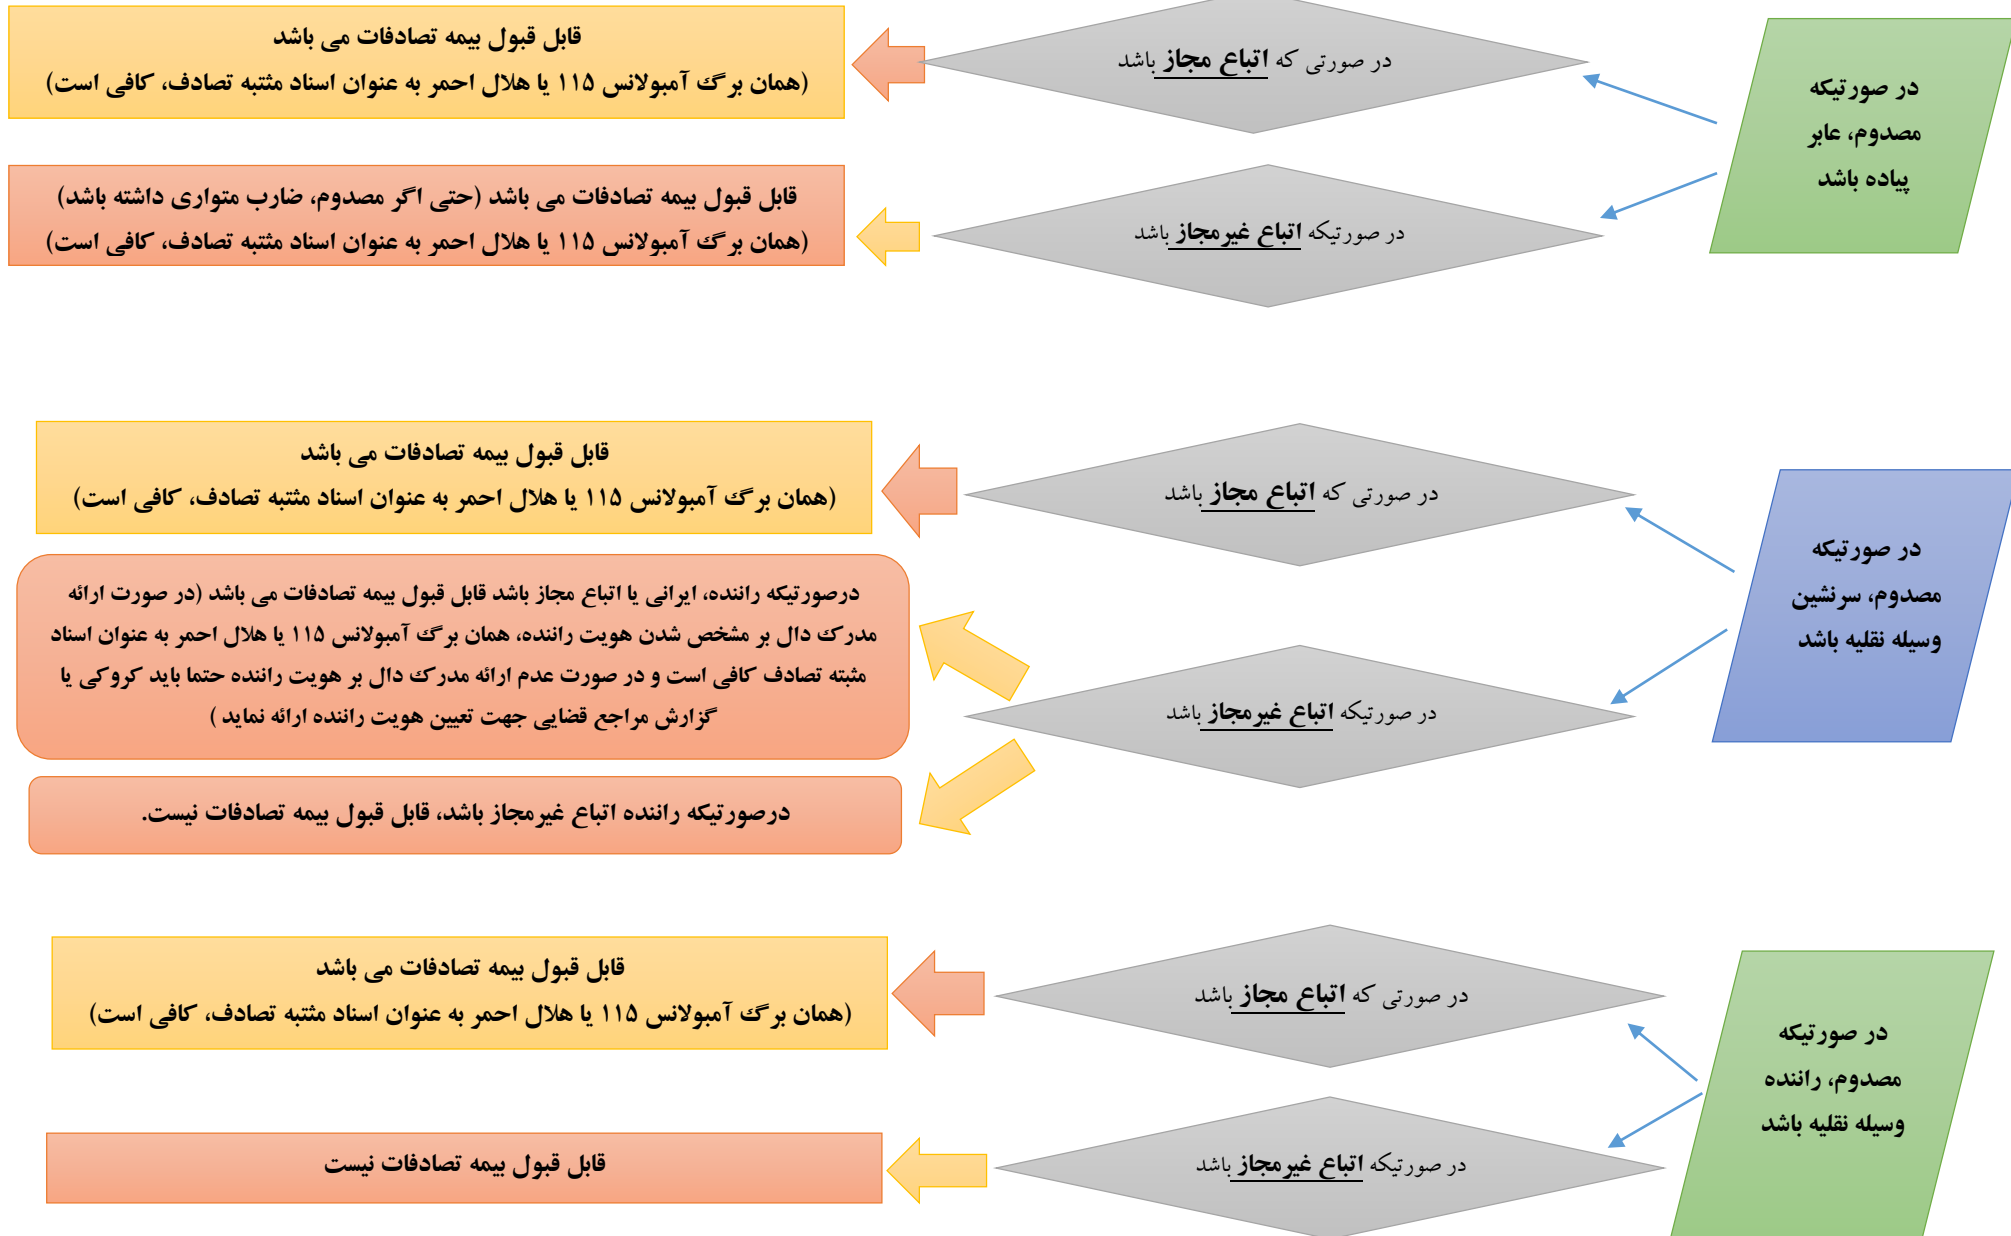 در صورتیکه
مصدوم، عابر
پیاده باشد
در صورتی که اتباع مجاز باشد
قابل قبول بیمه تصادفات می باشد
(همان برگ آمبولانس ۱۱۵ یا هلال احمر به عنوان اسناد مثتبه تصادف، کافی است)
در صورتیکه اتباع غیرمجاز باشد
قابل قبول بیمه تصادفات می باشد (حتی اگر مصدوم، ضارب متواری داشته باشد)
(همان برگ آمبولانس ۱۱۵ یا هلال احمر به عنوان اسناد مثتبه تصادف، کافی است)
در صورتیکه
مصدوم، سرنشین
وسیله نقلیه باشد
در صورتی که اتباع مجاز باشد
قابل قبول بیمه تصادفات می باشد
(همان برگ آمبولانس ۱۱۵ یا هلال احمر به عنوان اسناد مثتبه تصادف، کافی است)
در صورتیکه اتباع غیرمجاز باشد
درصورتیکه راننده، ایرانی یا اتباع مجاز باشد قابل قبول بیمه تصادفات می باشد (در صورت ارائه
مدرک دال بر مشخص شدن هویت راننده، همان برگ آمبولانس ۱۱۵ یا هلال احمر به عنوان اسناد
مثبته تصادف کافی است و در صورت عدم ارائه مدرک دال بر هویت راننده حتما باید کروکی یا
گزارش مراجع قضایی جهت تعیین هویت راننده ارائه نماید )
درصورتیکه راننده اتباع غیرمجاز باشد، قابل قبول بیمه تصادفات نیست.
در صورتیکه
مصدوم، راننده
وسیله نقلیه باشد
در صورتی که اتباع مجاز باشد
قابل قبول بیمه تصادفات می باشد
(همان برگ آمبولانس ۱۱۵ یا هلال احمر به عنوان اسناد مثتبه تصادف، کافی است)
در صورتیکه اتباع غیرمجاز باشد
قابل قبول بیمه تصادفات نیست